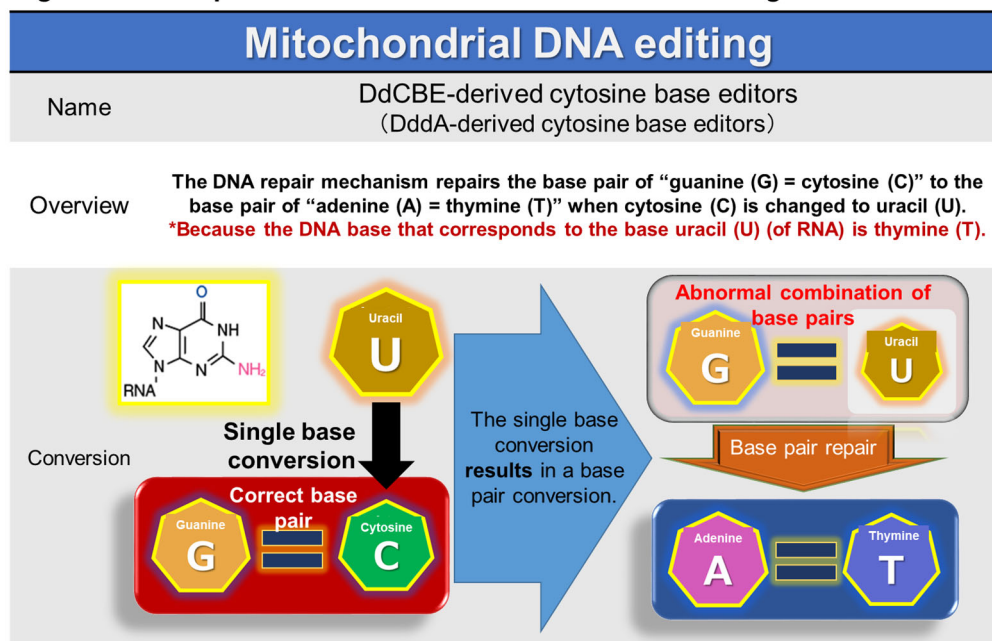 Mitochondrial DNA editing
Name
DdCBE-derived cytosine base editors
(DddA-derived cytosine base editors)
Overview
The DNA repair mechanism repairs the base pair of “guanine (G) = cytosine (C)” to the
base pair of “adenine (A) = thymine (T)” when cytosine (C) is changed to uracil (U).
*Because the DNA base that corresponds to the base uracil (U) (of RNA) is thymine (T).
Conversion
O
N
NH
N
N
NH₂
RNA
Uracil
U
Single base
conversion
Correct base
pair
Guanine
G
Cytosine
C
The single base
conversion
results in a base
pair conversion.
Abnormal combination of
base pairs
Guanine
G
Uracil
U
Base pair repair
Adenine
A
Thymine
T